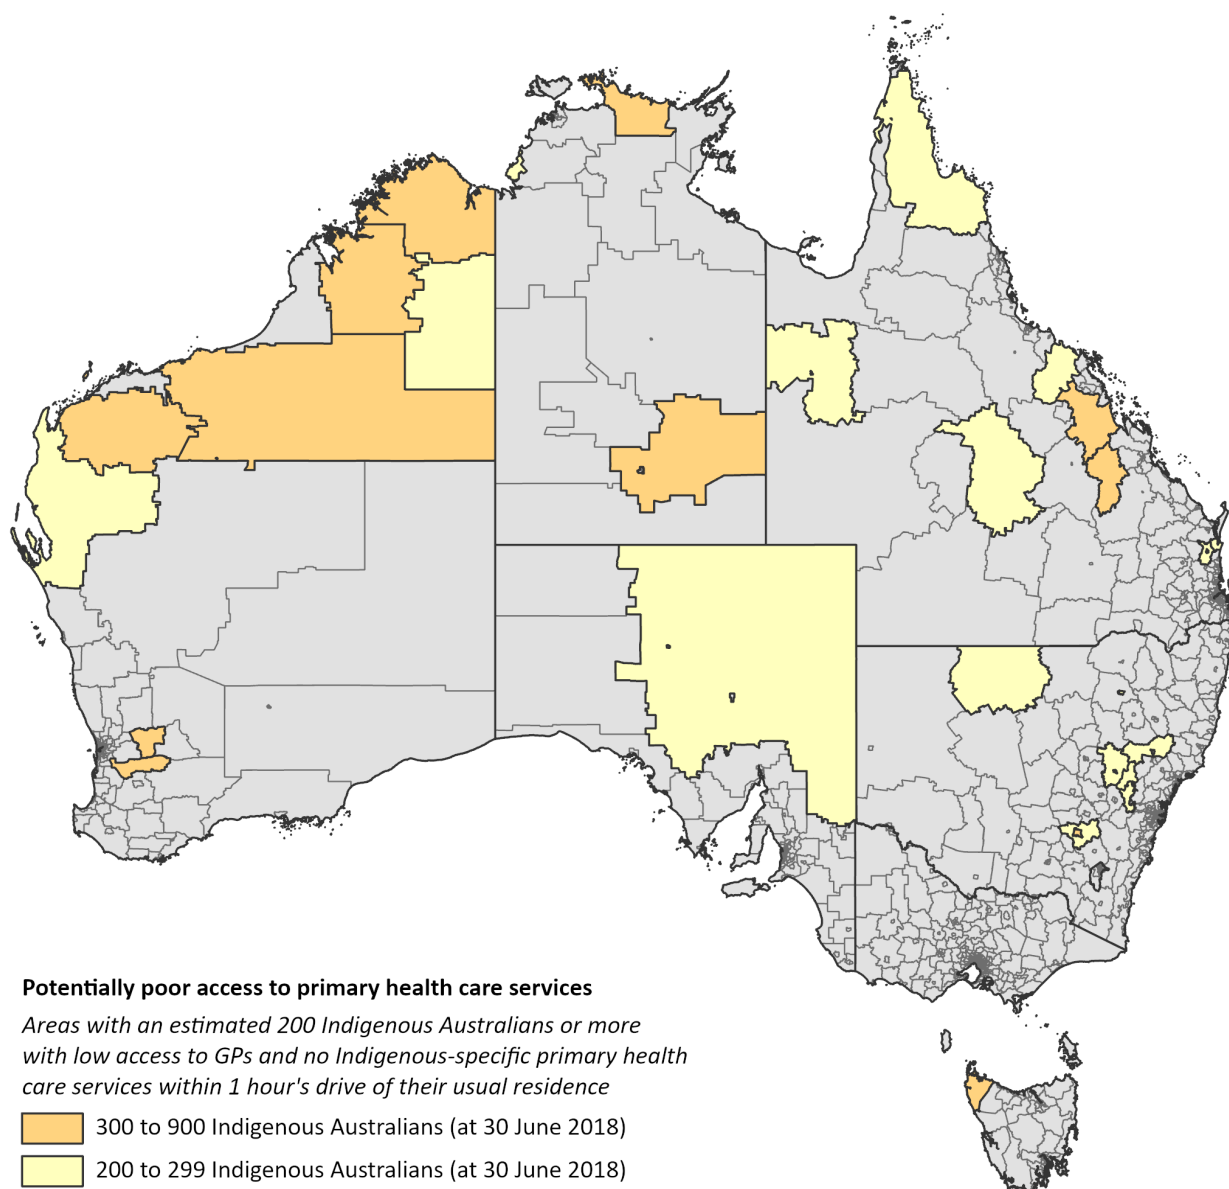 Potentially poor access to primary health care services
Areas with an estimated 200 Indigenous Australians or more
with low access to GPs and no Indigenous-specific primary health
care services within 1 hour's drive of their usual residence
300 to 900 Indigenous Australians (at 30 June 2018)
200 to 299 Indigenous Australians (at 30 June 2018)